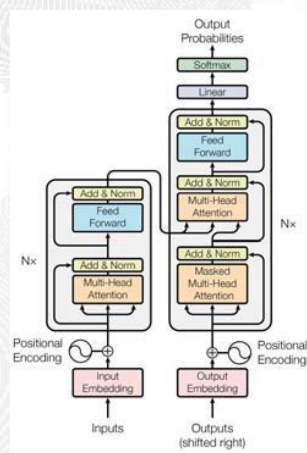 Output
Probabilities
Softmax
Linear
Add & Norm
Feed
Forward
Add & Norm
Multi-Head
Attention
Add & Norm
Masked
Multi-Head
Attention
N×
Add & Norm
Feed
Forward
Add & Norm
Multi-Head
Attention
N×
Positional
Encoding
Positional
Encoding
Input
Embedding
Output
Embedding
Inputs
Outputs
(shifted right)